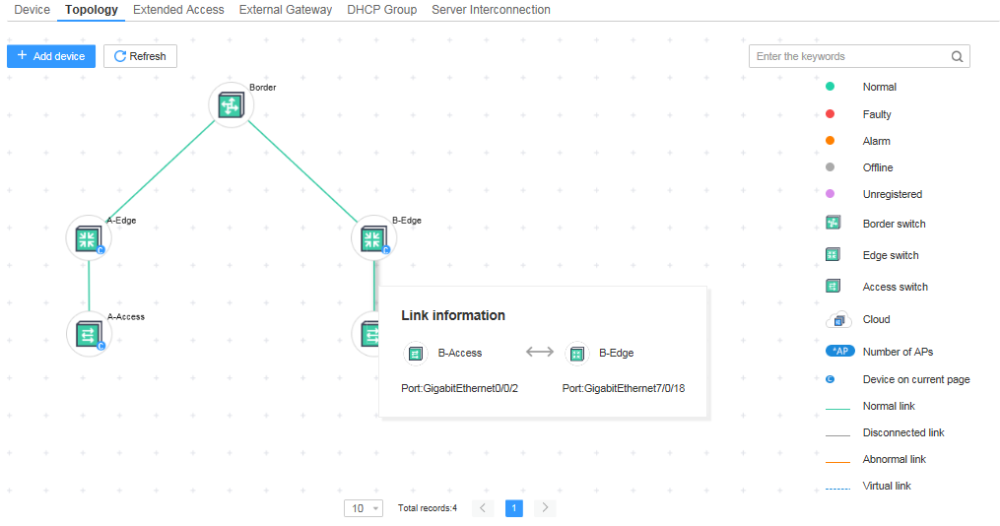 Device Topology Extended Access External Gateway DHCP Group Server Interconnection
+ Add device Refresh Enter the keywords
Border
A-Edge
B-Edge
A-Access
C
C
C
Link information
B-Access B-Edge
Port:GigabitEthernet0/0/2 Port:GigabitEthernet7/0/18
Normal
Faulty
Alarm
Offline
Unregistered
Border switch
Edge switch
Access switch
Cloud
*AP Number of APs
C Device on current page
Normal link
Disconnected link
Abnormal link
Virtual link
10 Total records:4 < 1 >